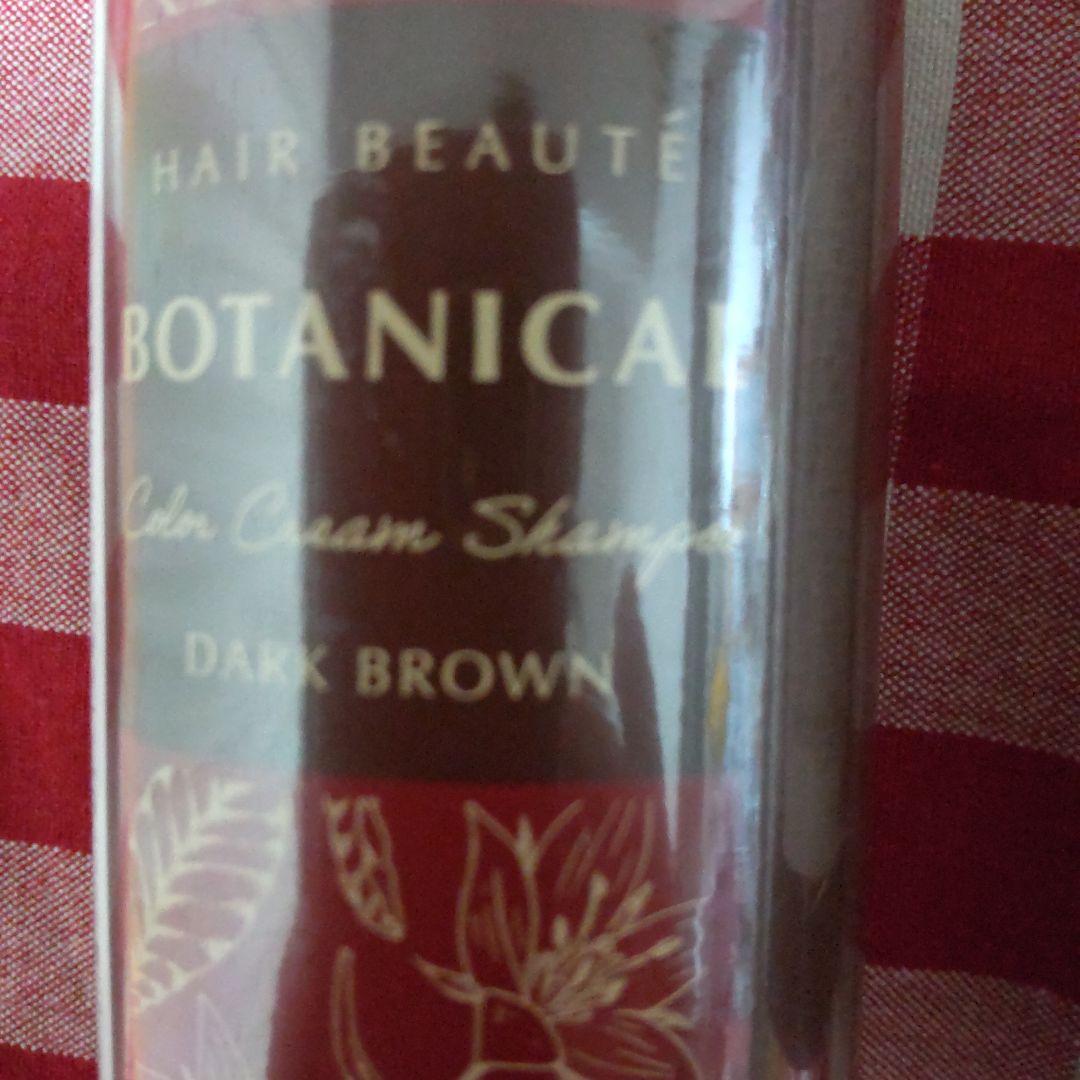 HAIR BEAUTÉ
BOTANICAL
Color Cream Shampoo
DARK BROWN